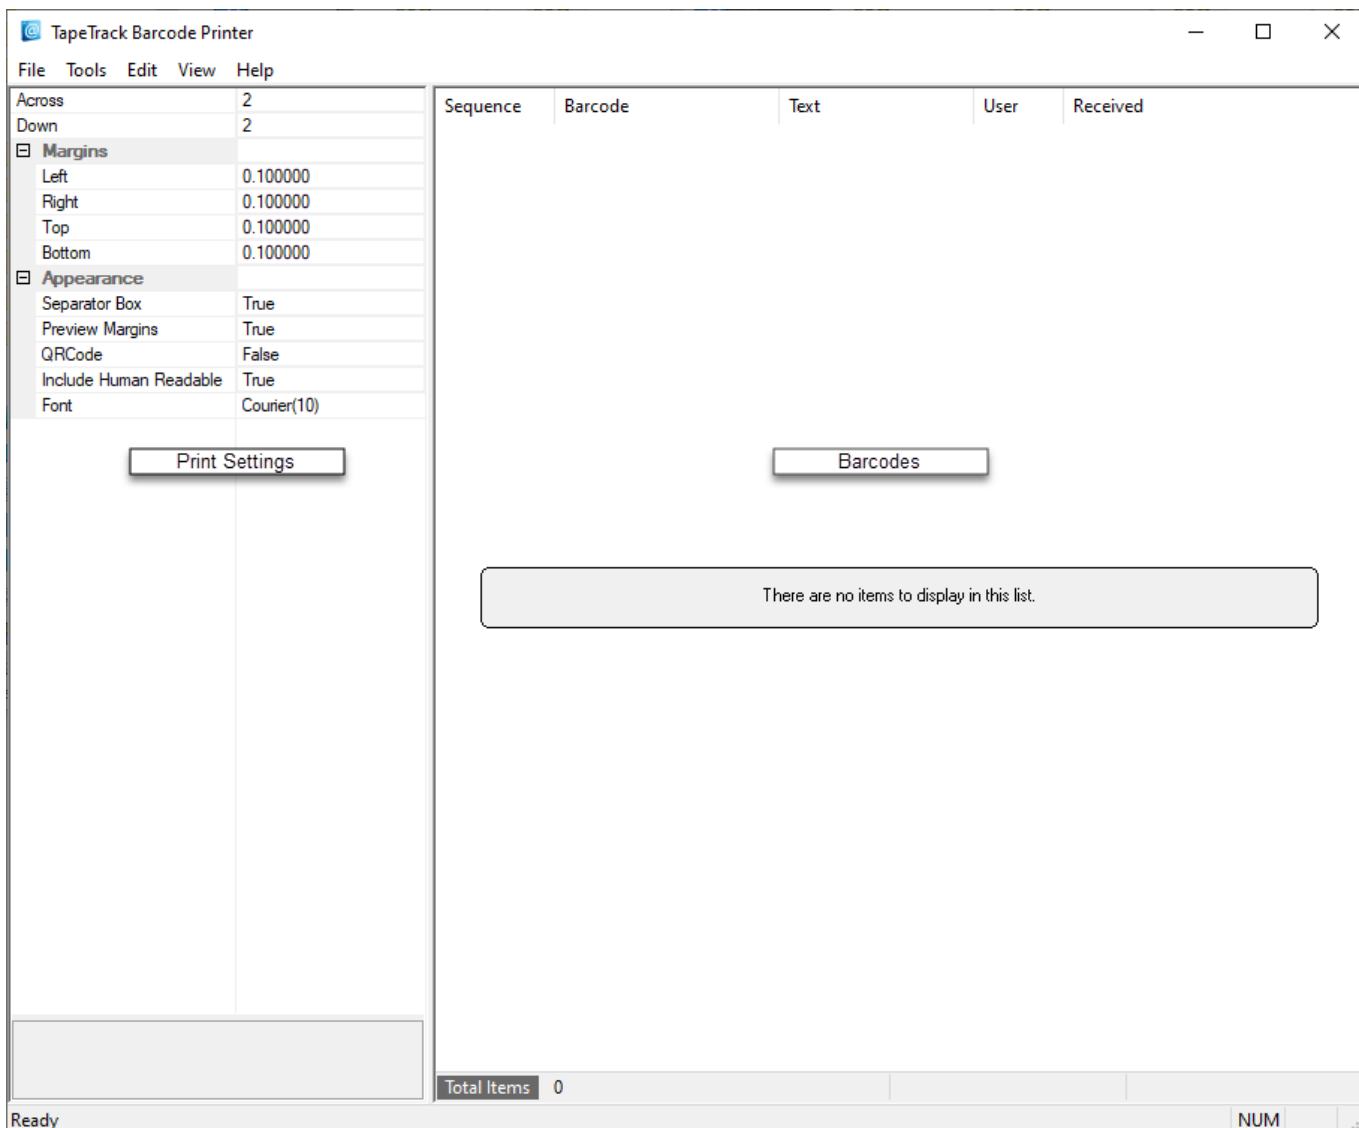 TapeTrack Barcode Printer
File Tools Edit View Help
Across 2
Down 2
Margins
Left 0.100000
Right 0.100000
Top 0.100000
Bottom 0.100000
Appearance
Separator Box True
Preview Margins True
QRCode False
Include Human Readable True
Font Courier(10)
Print Settings
Sequence Barcode Text User Received
Barcodes
There are no items to display in this list.
Total Items 0
Ready NUM